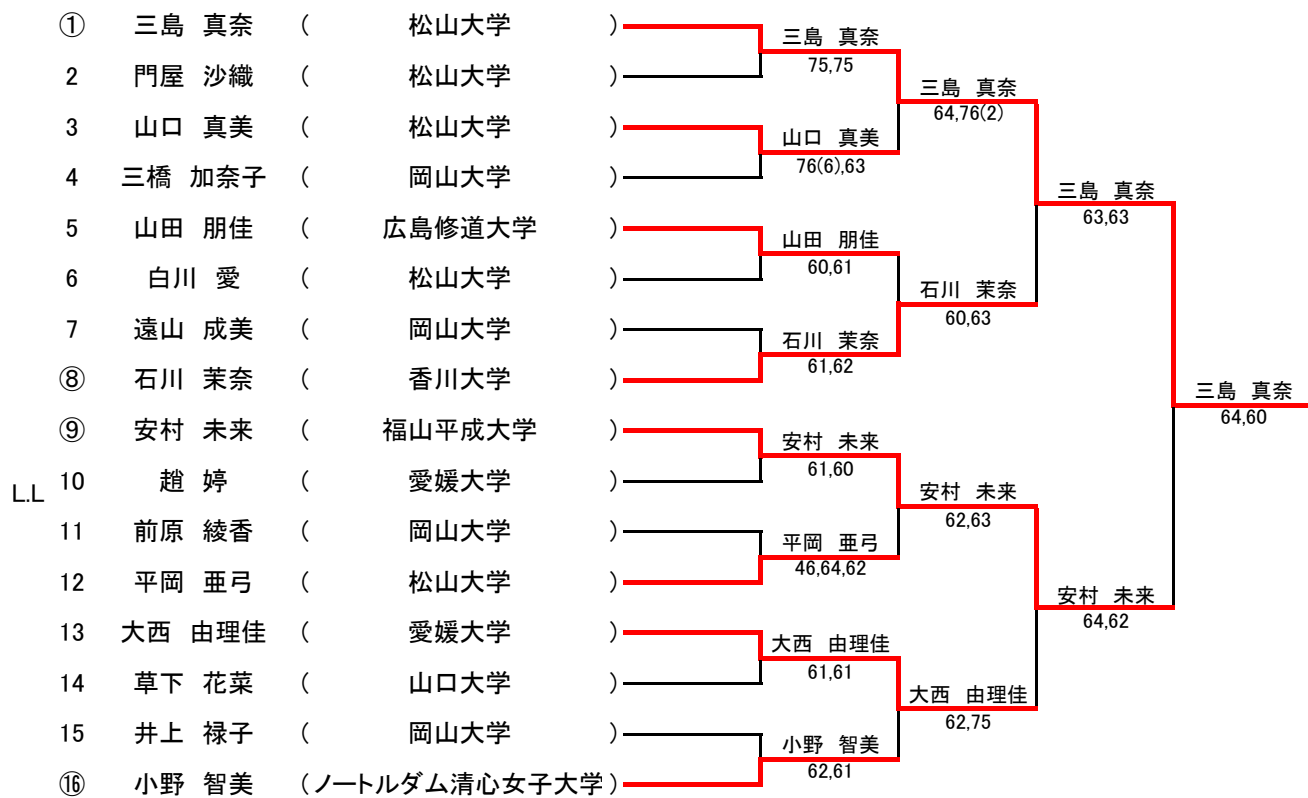 ① 三島 真奈 ( 松山大学 )
三島 真奈
75,75
2 門屋 沙織 ( 松山大学 )
三島 真奈
64,76(2)
3 山口 真美 ( 松山大学 )
山口 真美
76(6),63
4 三橋 加奈子 ( 岡山大学 )
三島 真奈
63,63
5 山田 朋佳 ( 広島修道大学 )
山田 朋佳
60,61
6 白川 愛 ( 松山大学 )
石川 茉奈
60,63
7 遠山 成美 ( 岡山大学 )
石川 茉奈
61,62
⑧ 石川 茉奈 ( 香川大学 )
三島 真奈
64,60
⑨ 安村 未来 ( 福山平成大学 )
安村 未来
61,60
L.L 10 趙 婷 ( 愛媛大学 )
安村 未来
62,63
11 前原 綾香 ( 岡山大学 )
平岡 亜弓
46,64,62
12 平岡 亜弓 ( 松山大学 )
安村 未来
64,62
13 大西 由理佳 ( 愛媛大学 )
大西 由理佳
61,61
14 草下 花菜 ( 山口大学 )
大西 由理佳
62,75
15 井上 禄子 ( 岡山大学 )
小野 智美
62,61
⑯ 小野 智美 (ノートルダム清心女子大学)